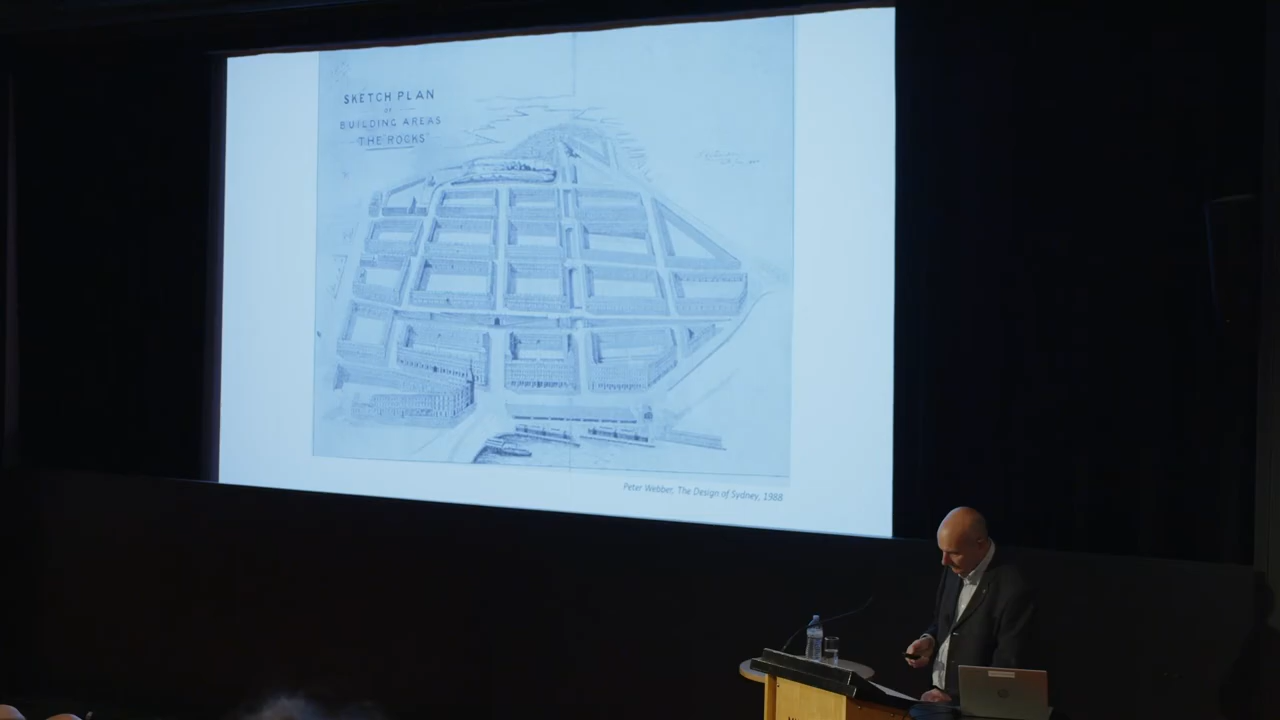 SKETCH PLAN
OF
BUILDING AREAS
"THE ROCKS"
Peter Webber, The Design of Sydney, 1988